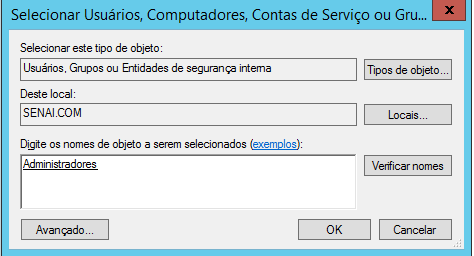 Selecionar Usuários, Computadores, Contas de Serviço ou Gru...
x
Selecionar este tipo de objeto:
Usuários, Grupos ou Entidades de segurança interna
Tipos de objeto...
Deste local:
SENAI.COM
Locais...
Digite os nomes de objeto a serem selecionados (exemplos):
Administradores
Verificar nomes
Avançado...
OK
Cancelar